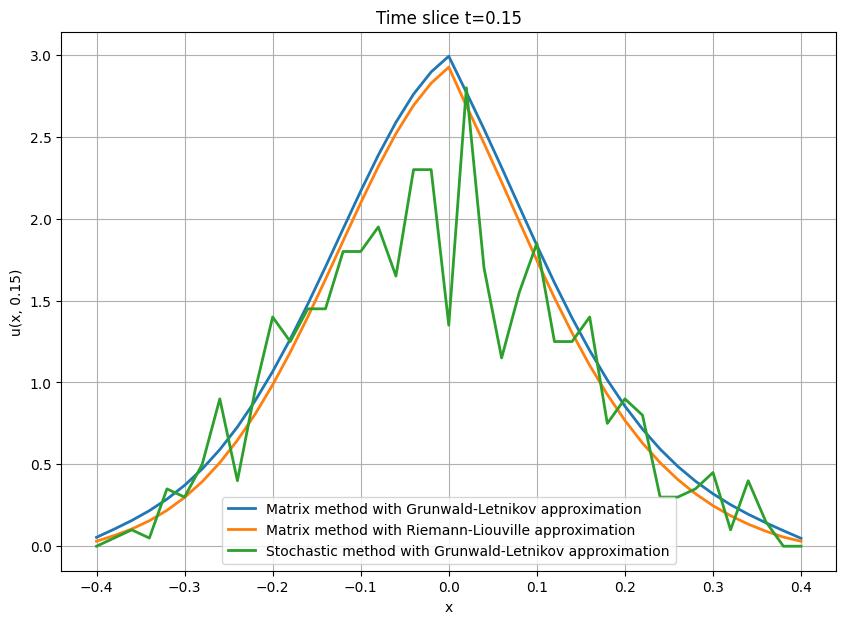 Time slice t=0.15
3.0
2.5
2.0
1.5
1.0
0.5
0.0
u(x, 0.15)
Matrix method with Grunwald-Letnikov approximation
Matrix method with Riemann-Liouville approximation
Stochastic method with Grunwald-Letnikov approximation
−0.4 −0.3 −0.2 −0.1 0.0 0.1 0.2 0.3 0.4
x